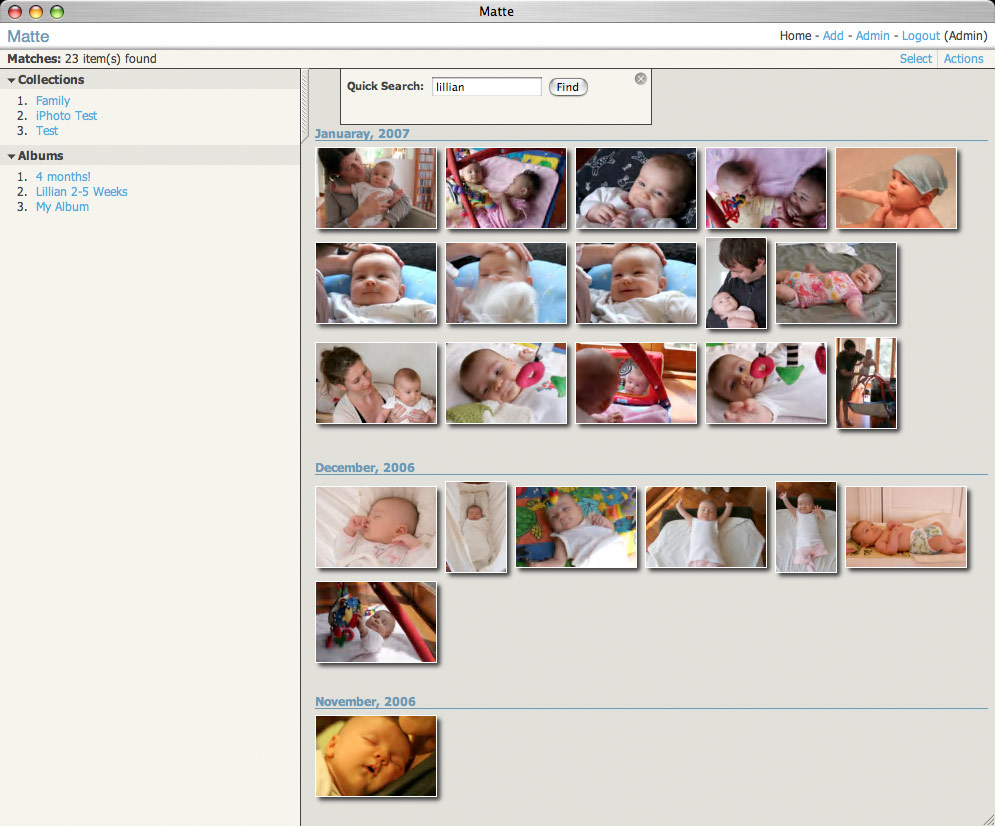 Matte
Matte Home - Add - Admin - Logout (Admin)
Matches: 23 item(s) found Select Actions
Collections
1. Family
2. iPhoto Test
3. Test
Albums
1. 4 months!
2. Lillian 2-5 Weeks
3. My Album
Quick Search: lillian Find
Januaray, 2007
December, 2006
November, 2006